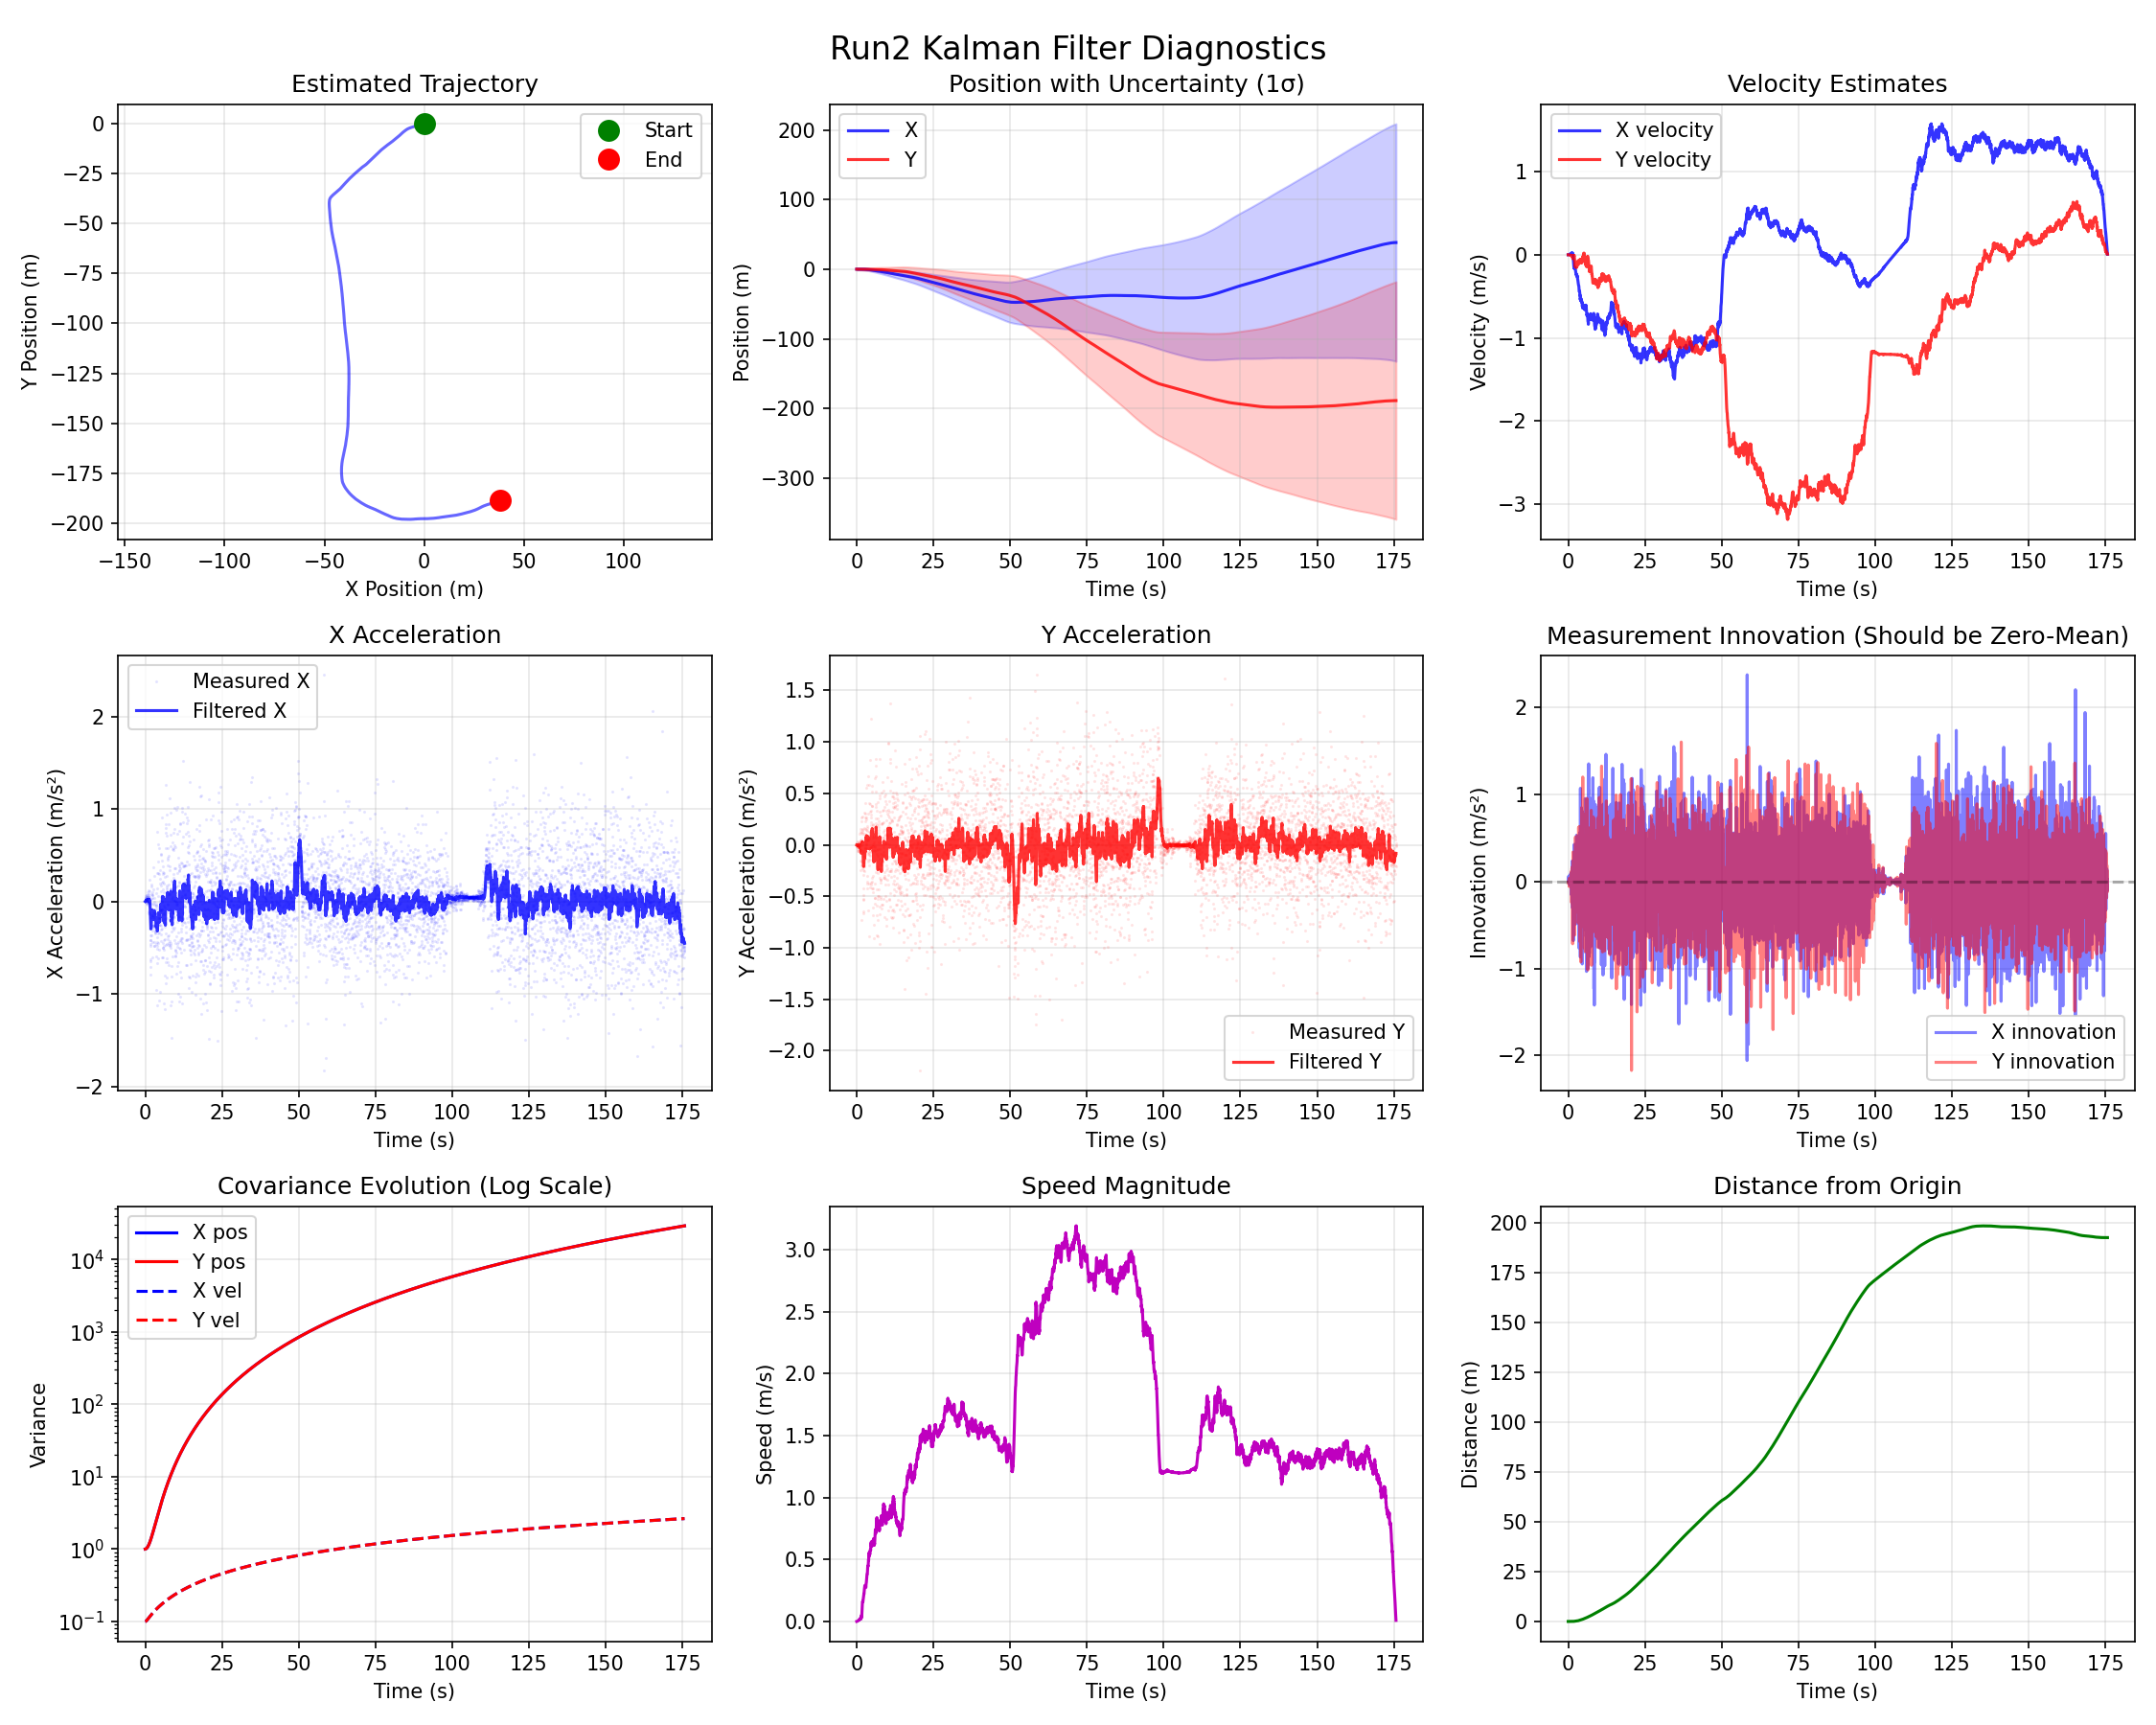 Run2 Kalman Filter Diagnostics
Estimated Trajectory
Start
End
0
−25
−50
−75
−100
−125
−150
−175
−200
Y Position (m)
−150 −100 −50 0 50 100
X Position (m)
Position with Uncertainty (1σ)
X
Y
200
100
0
−100
−200
−300
Position (m)
0 25 50 75 100 125 150 175
Time (s)
Velocity Estimates
X velocity
Y velocity
1
0
−1
−2
−3
Velocity (m/s)
0 25 50 75 100 125 150 175
Time (s)
X Acceleration
Measured X
Filtered X
2
1
0
−1
−2
X Acceleration (m/s²)
0 25 50 75 100 125 150 175
Time (s)
Y Acceleration
1.5
1.0
0.5
0.0
−0.5
−1.0
−1.5
−2.0
Y Acceleration (m/s²)
Measured Y
Filtered Y
0 25 50 75 100 125 150 175
Time (s)
Measurement Innovation (Should be Zero-Mean)
2
1
0
−1
−2
Innovation (m/s²)
X innovation
Y innovation
0 25 50 75 100 125 150 175
Time (s)
Covariance Evolution (Log Scale)
X pos
Y pos
X vel
Y vel
10⁴
10³
10²
10¹
10⁰
10⁻¹
Variance
0 25 50 75 100 125 150 175
Time (s)
Speed Magnitude
3.0
2.5
2.0
1.5
1.0
0.5
0.0
Speed (m/s)
0 25 50 75 100 125 150 175
Time (s)
Distance from Origin
200
175
150
125
100
75
50
25
0
Distance (m)
0 25 50 75 100 125 150 175
Time (s)